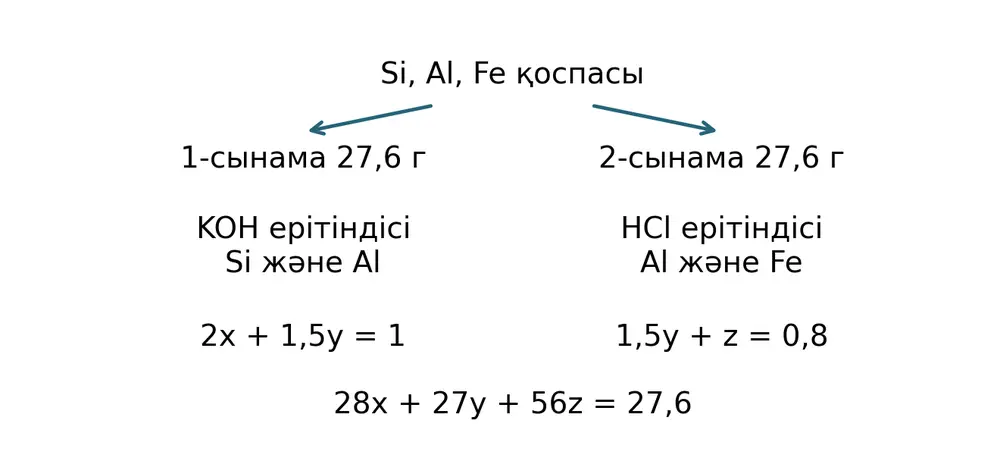 Si, Al, Fe қоспасы
1-сынама 27,6 г
2-сынама 27,6 г
KOH ерітіндісі
Si және Al
HCl ерітіндісі
Al және Fe
2x + 1,5y = 1
1,5y + z = 0,8
28x + 27y + 56z = 27,6